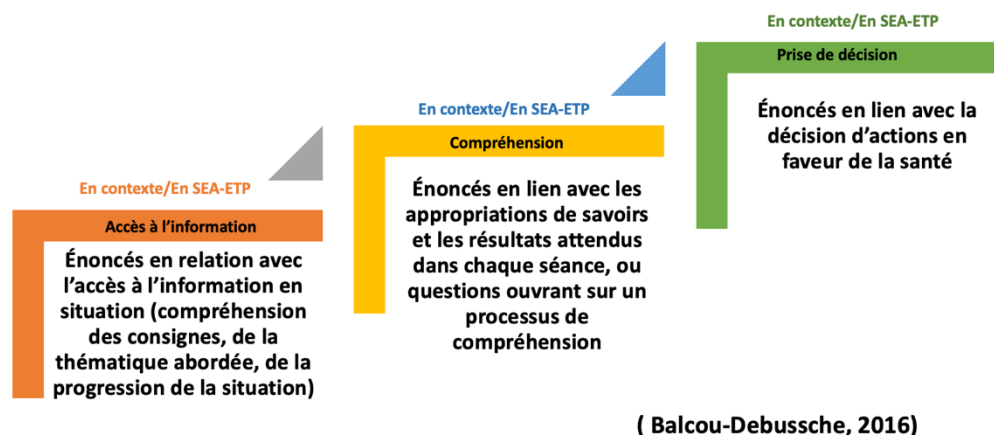 En contexte/En SEA-ETP
Accès à l'information
Énoncés en relation avec
l'accès à l'information en
situation (compréhension
des consignes, de la
thématique abordée, de la
progression de la situation)
En contexte/En SEA-ETP
Compréhension
Énoncés en lien avec les
appropriations de savoirs
et les résultats attendus
dans chaque séance, ou
questions ouvrant sur un
processus de
compréhension
En contexte/En SEA-ETP
Prise de décision
Énoncés en lien avec la
décision d'actions en
faveur de la santé
( Balcou-Debussche, 2016)